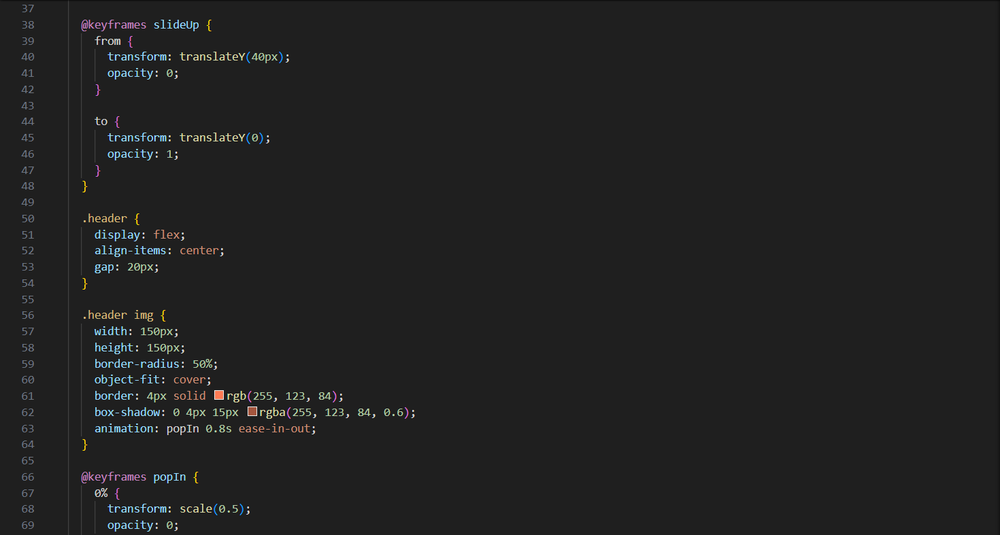 37
38 @keyframes slideUp {
39 from {
40 transform: translateY(40px);
41 opacity: 0;
42 }
43
44 to {
45 transform: translateY(0);
46 opacity: 1;
47 }
48 }
49
50 .header {
51 display: flex;
52 align-items: center;
53 gap: 20px;
54 }
55
56 .header img {
57 width: 150px;
58 height: 150px;
59 border-radius: 50%;
60 object-fit: cover;
61 border: 4px solid rgb(255, 123, 84);
62 box-shadow: 0 4px 15px rgba(255, 123, 84, 0.6);
63 animation: popIn 0.8s ease-in-out;
64 }
65
66 @keyframes popIn {
67 0% {
68 transform: scale(0.5);
69 opacity: 0;